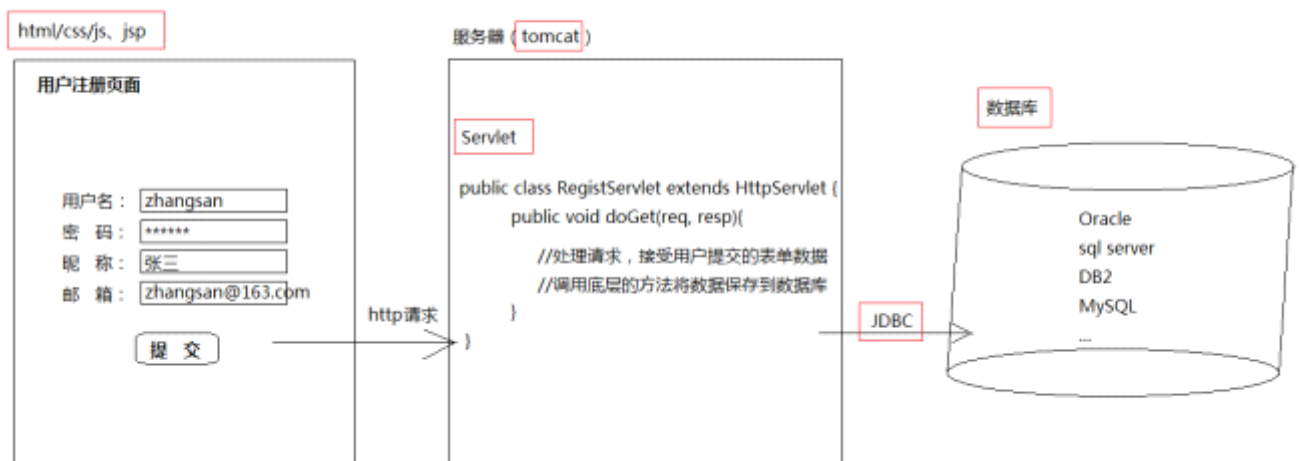 html/css/js、jsp
用户注册页面
用户名： zhangsan
密 码： ******
昵 称： 张三
邮 箱： zhangsan@163.com
提 交
http请求
服务器（tomcat）
Servlet
public class RegistServlet extends HttpServlet {
public void doGet(req, resp){
//处理请求，接受用户提交的表单数据
//调用底层的方法将数据保存到数据库
}
}
JDBC
数据库
Oracle
sql server
DB2
MySQL
....